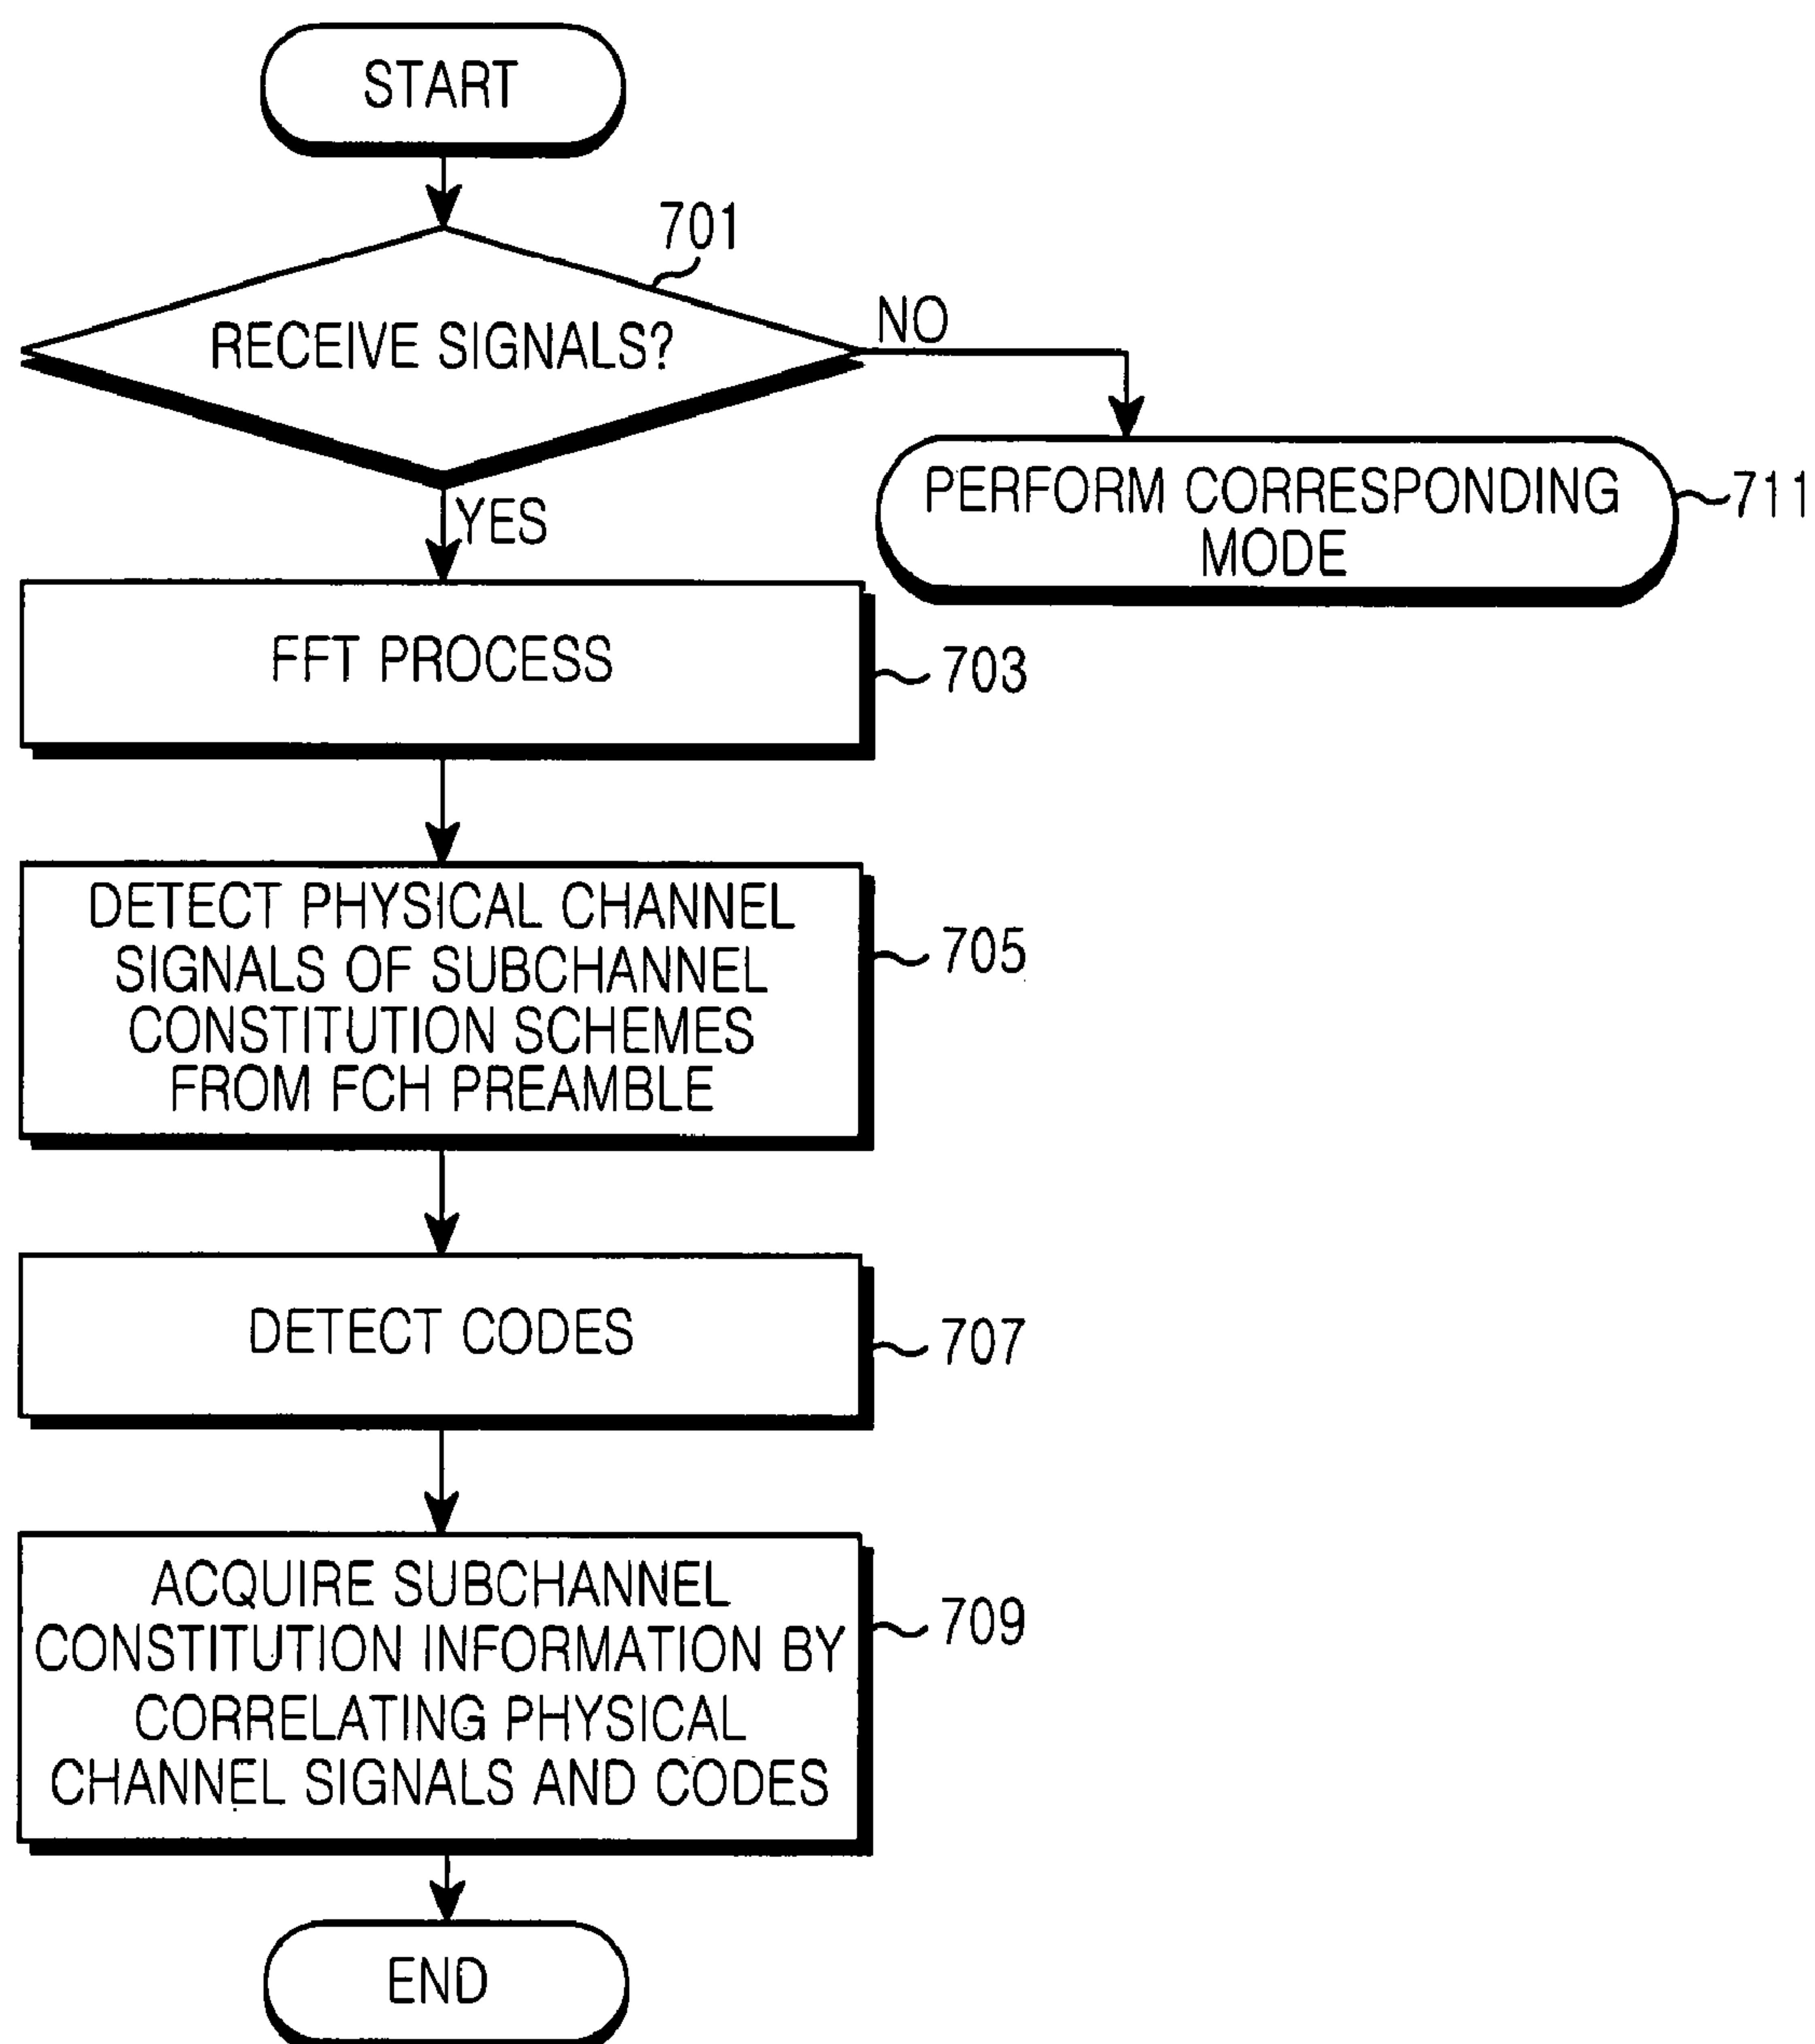 START
701
RECEIVE SIGNALS?
NO
YES
PERFORM CORRESPONDING
MODE
711
FFT PROCESS
703
DETECT PHYSICAL CHANNEL
SIGNALS OF SUBCHANNEL
CONSTITUTION SCHEMES
FROM FCH PREAMBLE
705
DETECT CODES
707
ACQUIRE SUBCHANNEL
CONSTITUTION INFORMATION BY
CORRELATING PHYSICAL
CHANNEL SIGNALS AND CODES
709
END